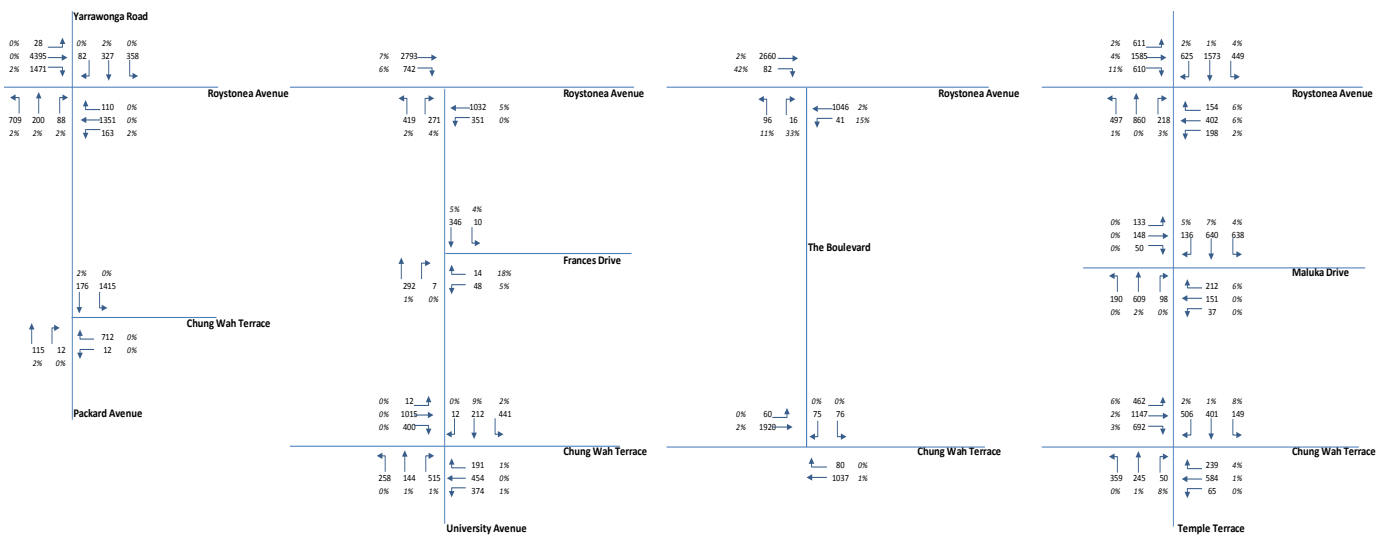 Yarrawonga Road
0% 28 0% 2% 0%
0% 4395 82 327 358
2% 1471
Roystonea Avenue
110 0%
709 200 88 1351 0%
2% 2% 2% 163 2%
2% 0%
176 1415
Chung Wah Terrace
712 0%
115 12 12 0%
2% 0%
Packard Avenue
7% 2793
6% 742
Roystonea Avenue
1032 5%
419 271 351 0%
2% 4%
5% 4%
346 10
Frances Drive
14 18%
292 7 48 5%
1% 0%
0% 12 0% 9% 2%
0% 1015 12 212 441
0% 400
Chung Wah Terrace
191 1%
258 144 515 454 0%
0% 1% 1% 374 1%
University Avenue
2% 2660
42% 82
Roystonea Avenue
1046 2%
96 16 41 15%
11% 33%
The Boulevard
0% 0%
0% 60 75 76
2% 1920
Chung Wah Terrace
80 0%
1037 1%
2% 611 2% 1% 4%
4% 1585 625 1573 449
11% 610
Roystonea Avenue
154 6%
497 860 218 402 6%
1% 0% 3% 198 2%
0% 133 5% 7% 4%
0% 148 136 640 638
0% 50
Maluka Drive
212 6%
190 609 98 151 0%
0% 2% 0% 37 0%
6% 462 2% 1% 8%
2% 1147 506 401 149
3% 692
Chung Wah Terrace
239 4%
359 245 50 584 1%
0% 1% 8% 65 0%
Temple Terrace